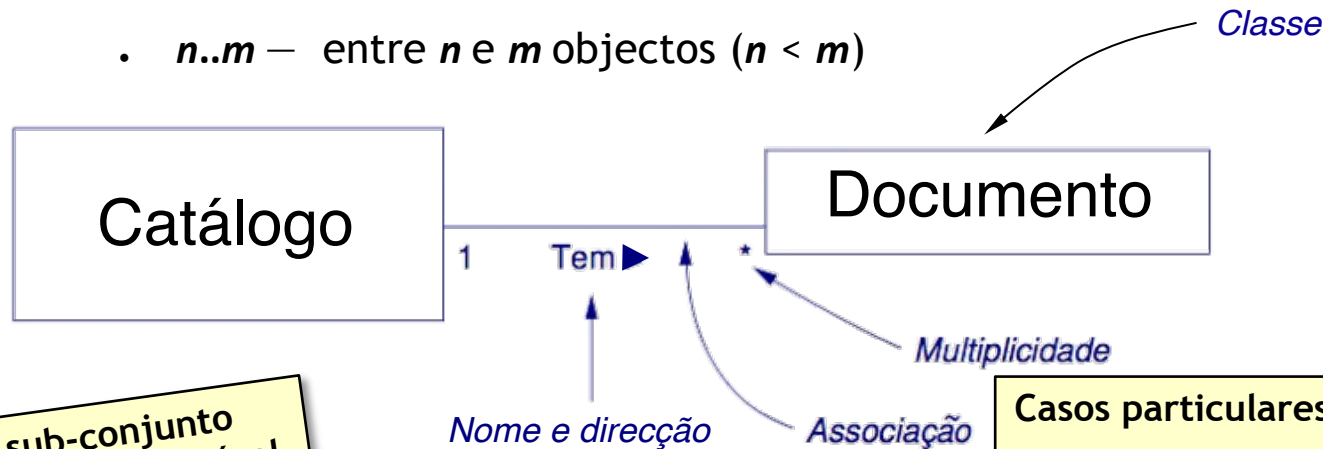 Classe
• n..m — entre n e m objectos (n < m)
Catálogo
Documento
1 Tem▶ *
Multiplicidade
sub-conjunto
Nome e direcção
Associação
Casos particulares